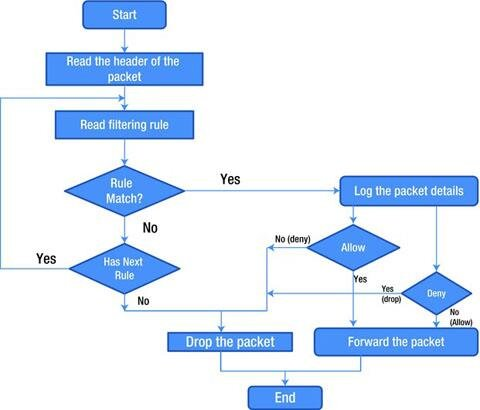 Start
Read the header of the
packet
Read filtering rule
Rule
Match?
Yes
Log the packet details
No
No (deny)
Allow
Yes
Has Next
Rule
Yes
Yes
(drop)
Deny
No
No
(Allow)
Drop the packet
Forward the packet
End